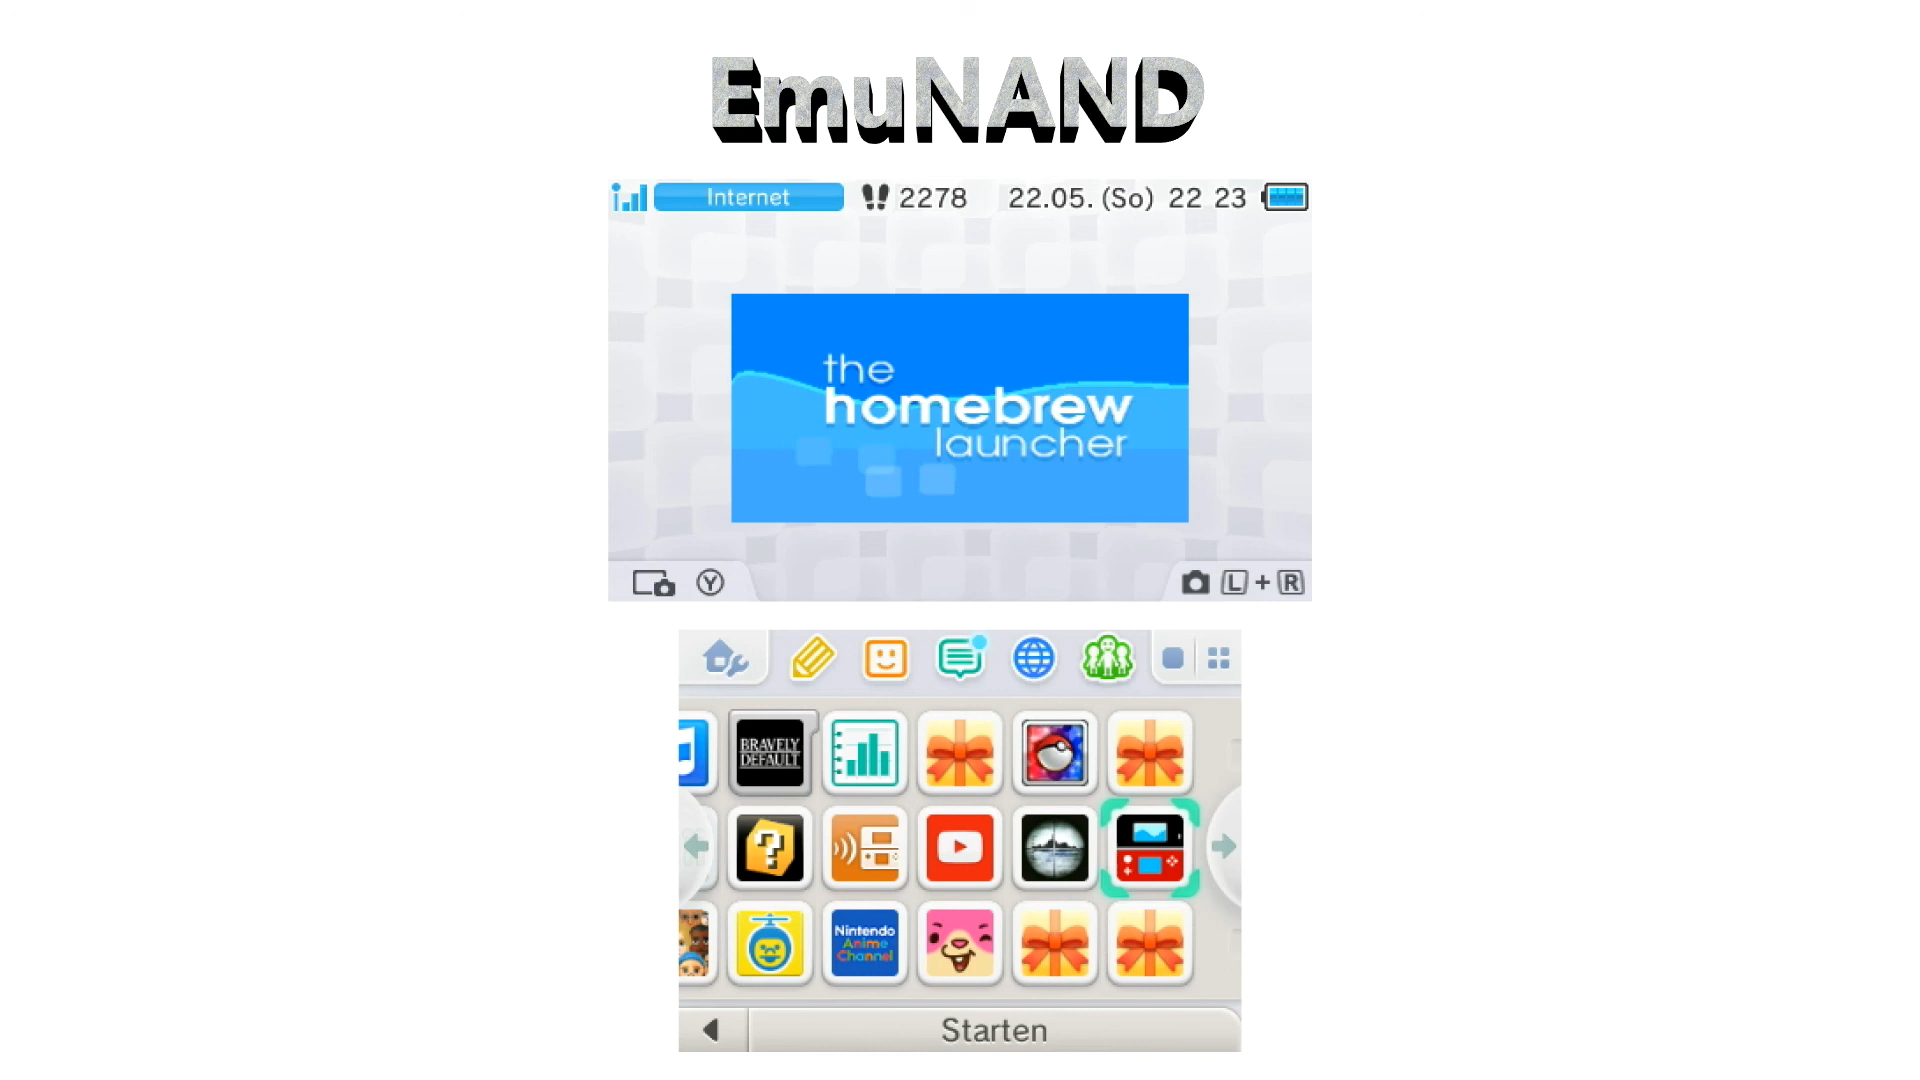 EmuNAND
Internet 2278 22.05. (So) 22 23
the
homebrew
launcher
Y L + R
BRAVELY
DEFAULT
?
Nintendo
Anime
Channel
Starten